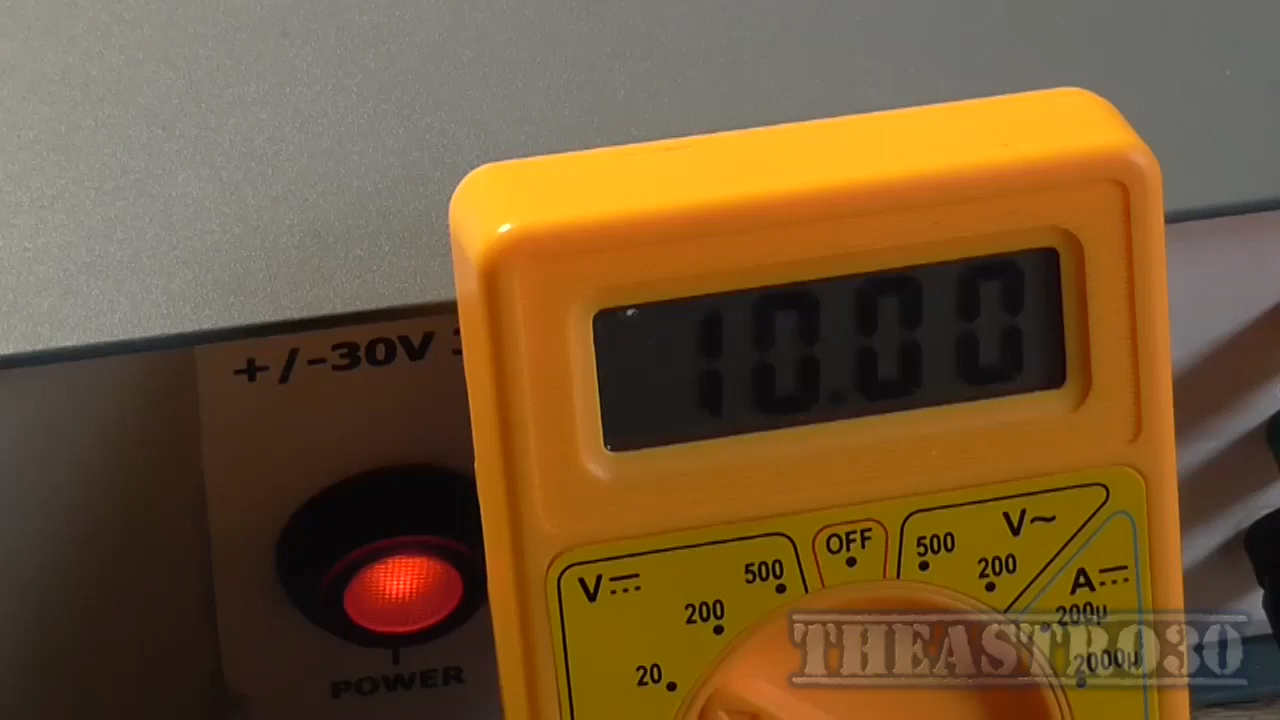 10.00
+/-30V
POWER
V⎓
500
200
20
OFF
500
V~
200
A⎓
200µ
2000µ
THEASTRO30